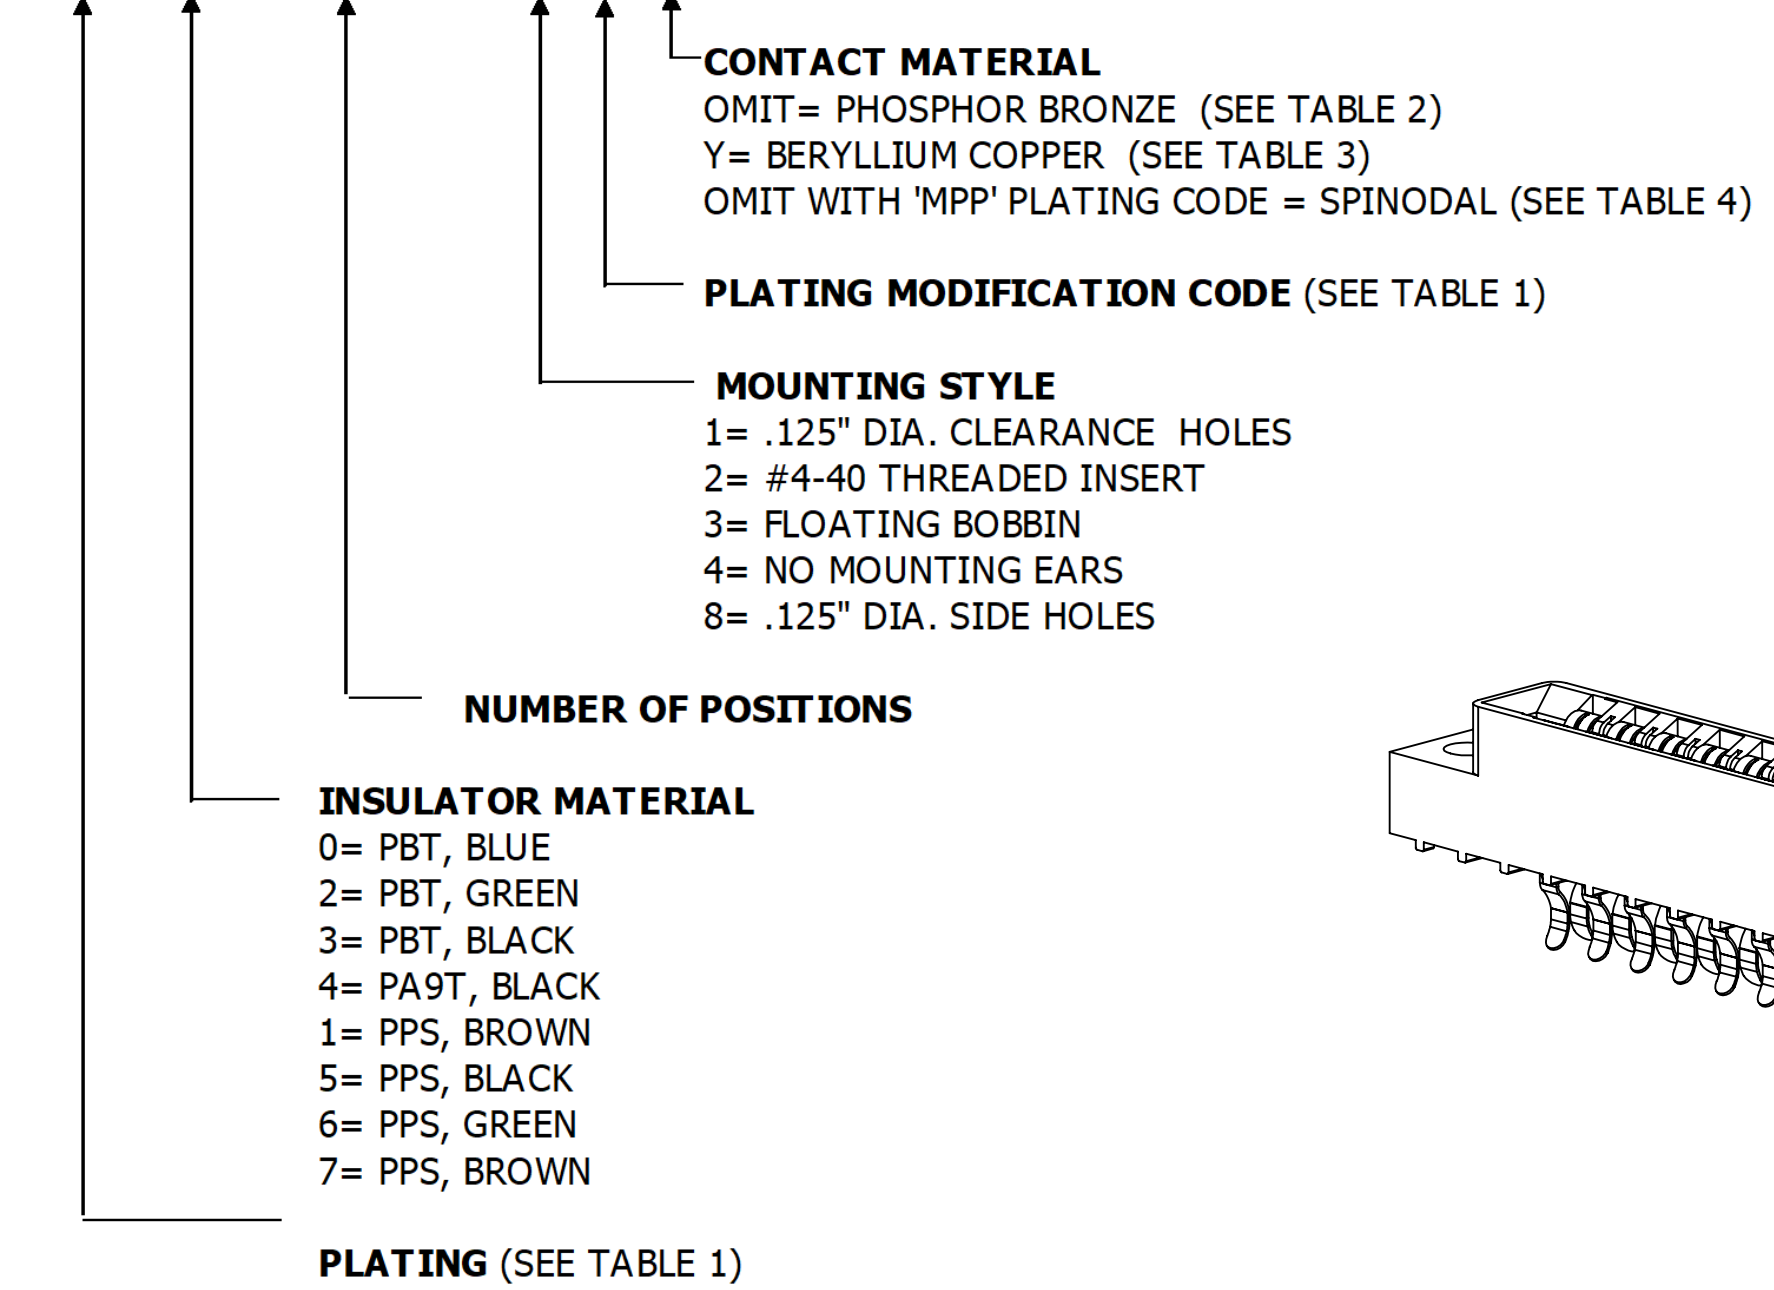 CONTACT MATERIAL
OMIT= PHOSPHOR BRONZE (SEE TABLE 2)
Y= BERYLLIUM COPPER (SEE TABLE 3)
OMIT WITH 'MPP' PLATING CODE = SPINODAL (SEE TABLE 4)
PLATING MODIFICATION CODE (SEE TABLE 1)
MOUNTING STYLE
1= .125" DIA. CLEARANCE HOLES
2= #4-40 THREADED INSERT
3= FLOATING BOBBIN
4= NO MOUNTING EARS
8= .125" DIA. SIDE HOLES
NUMBER OF POSITIONS
INSULATOR MATERIAL
0= PBT, BLUE
2= PBT, GREEN
3= PBT, BLACK
4= PA9T, BLACK
1= PPS, BROWN
5= PPS, BLACK
6= PPS, GREEN
7= PPS, BROWN
PLATING (SEE TABLE 1)